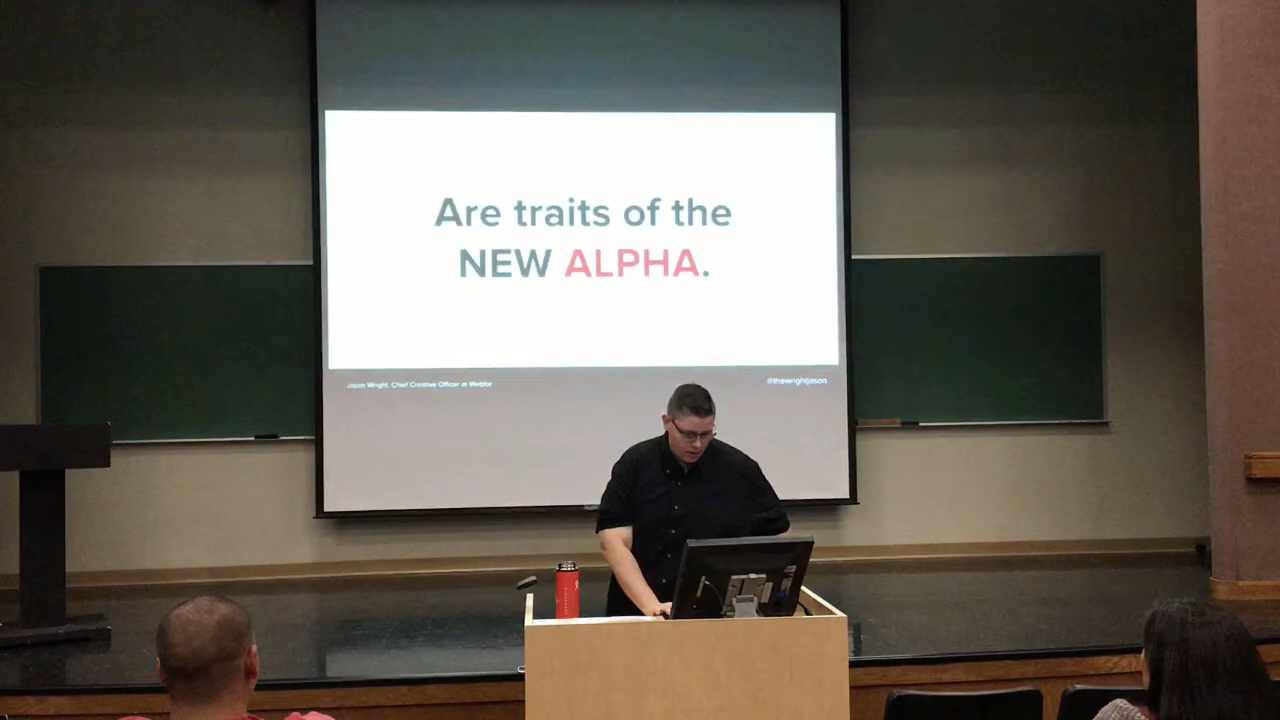 Are traits of the
NEW ALPHA.
Jason Wright, Chief Creative Officer at Webfor
@thewrightjason